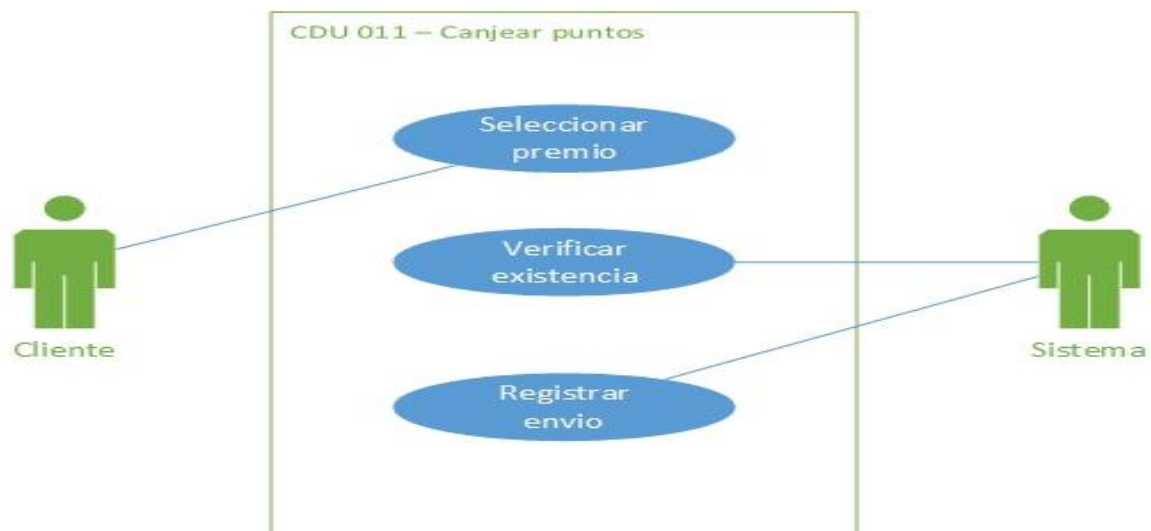 CDU 011 – Canjear puntos
Seleccionar
premio
Verificar
existencia
Cliente
Sistema
Registrar
envio